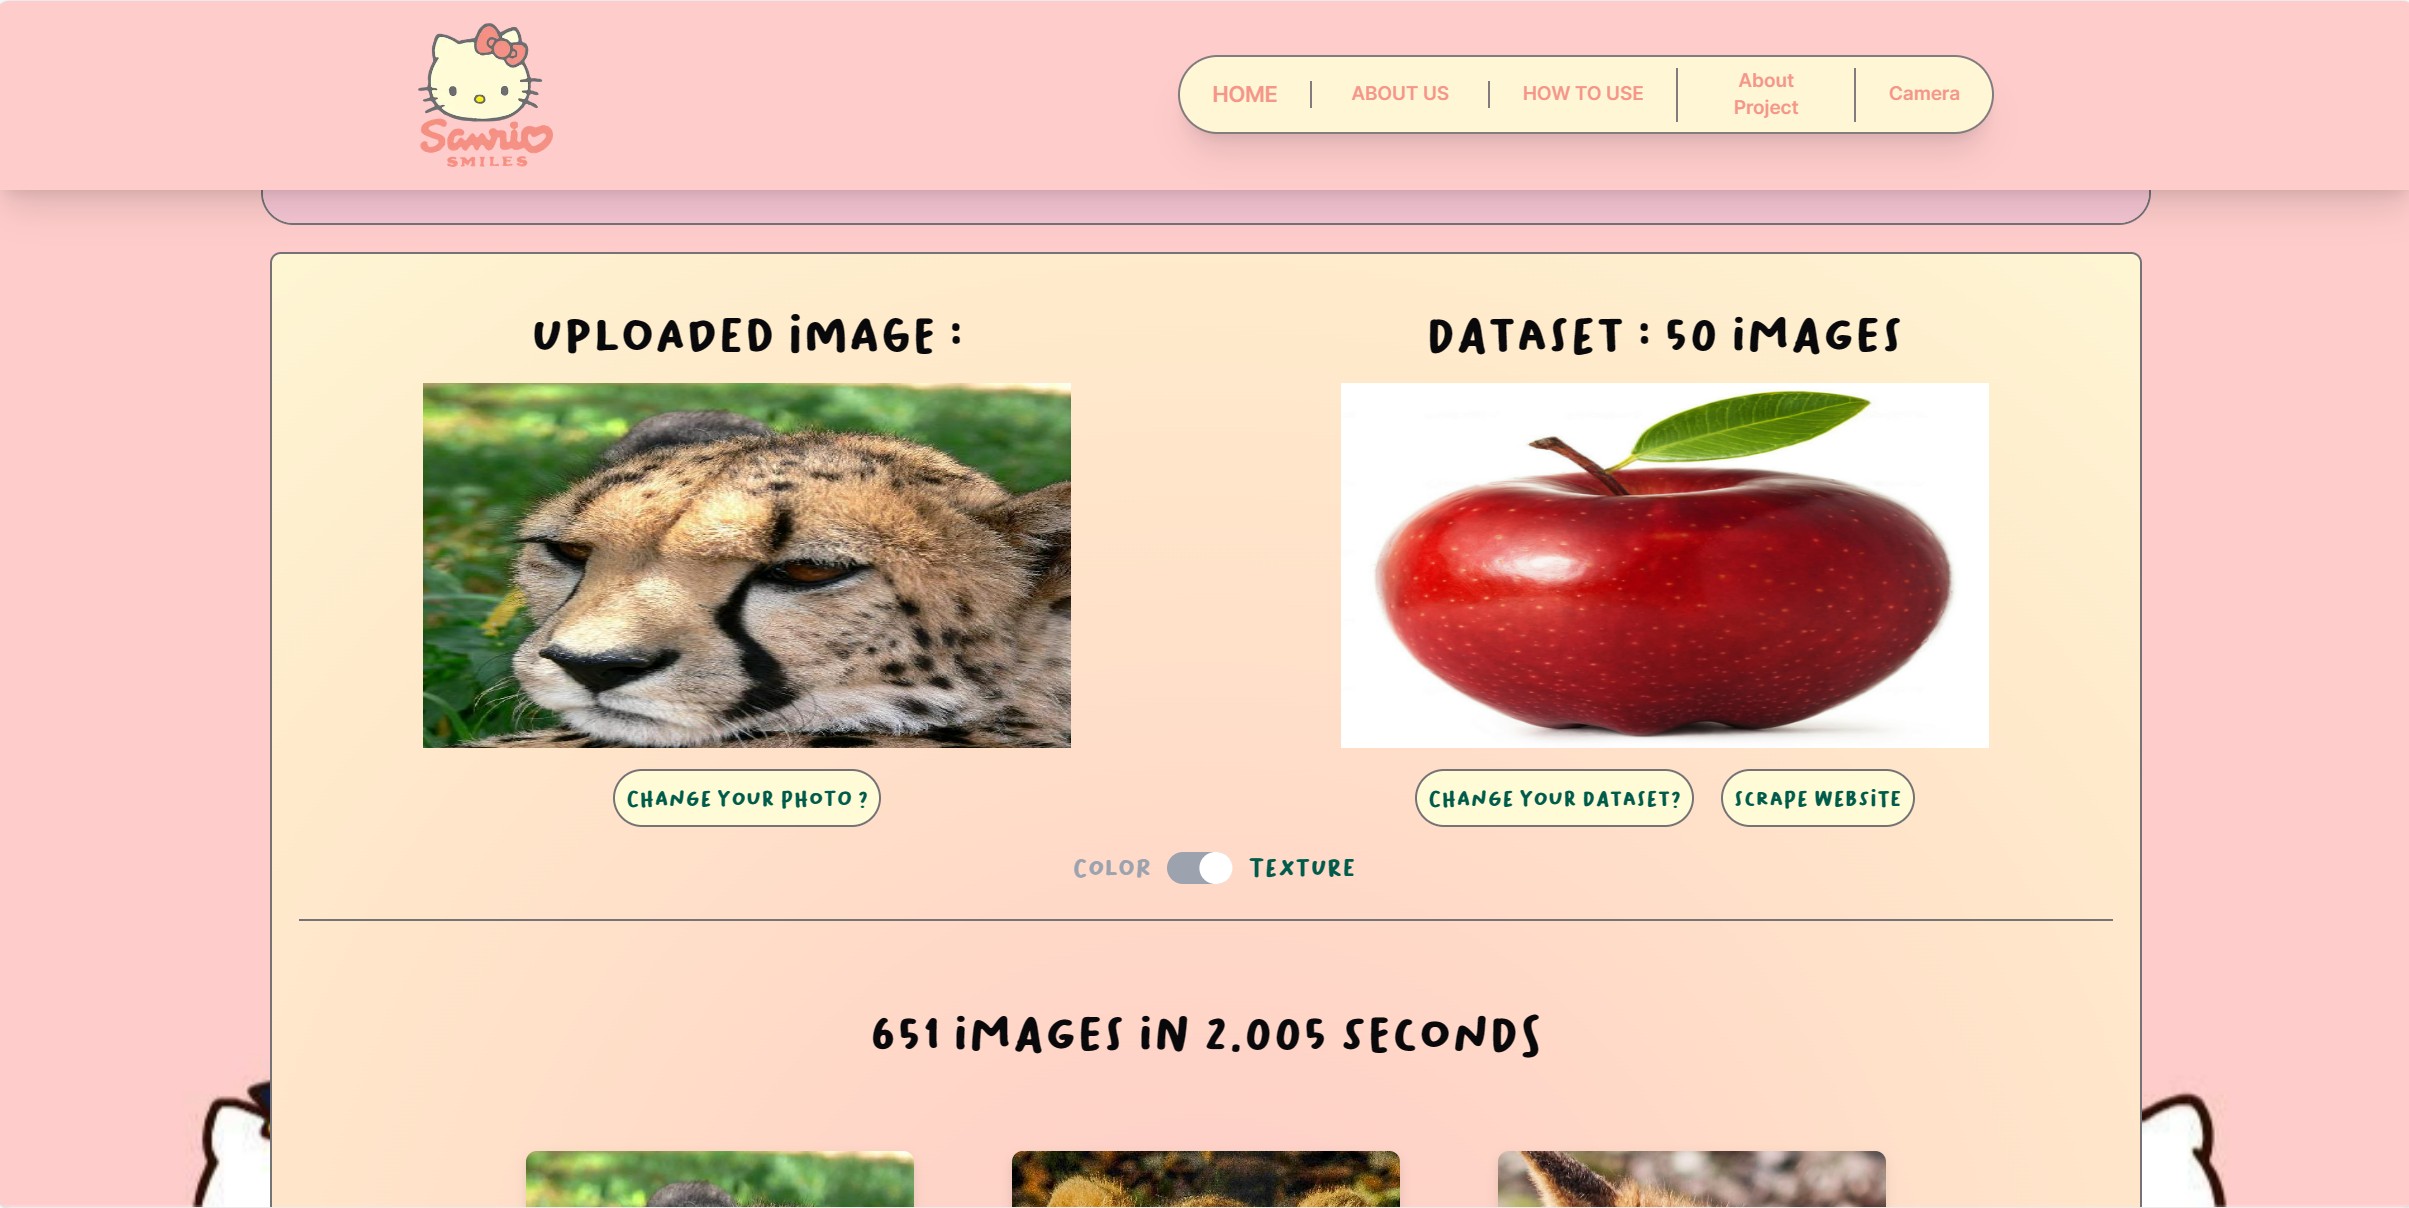 Sanrio
SMILES
HOME
ABOUT US
HOW TO USE
About
Project
Camera
UPLOADED IMAGE :
DATASET : 50 IMAGES
CHANGE YOUR PHOTO ?
CHANGE YOUR DATASET?
SCRAPE WEBSITE
COLOR
TEXTURE
651 IMAGES IN 2.005 SECONDS